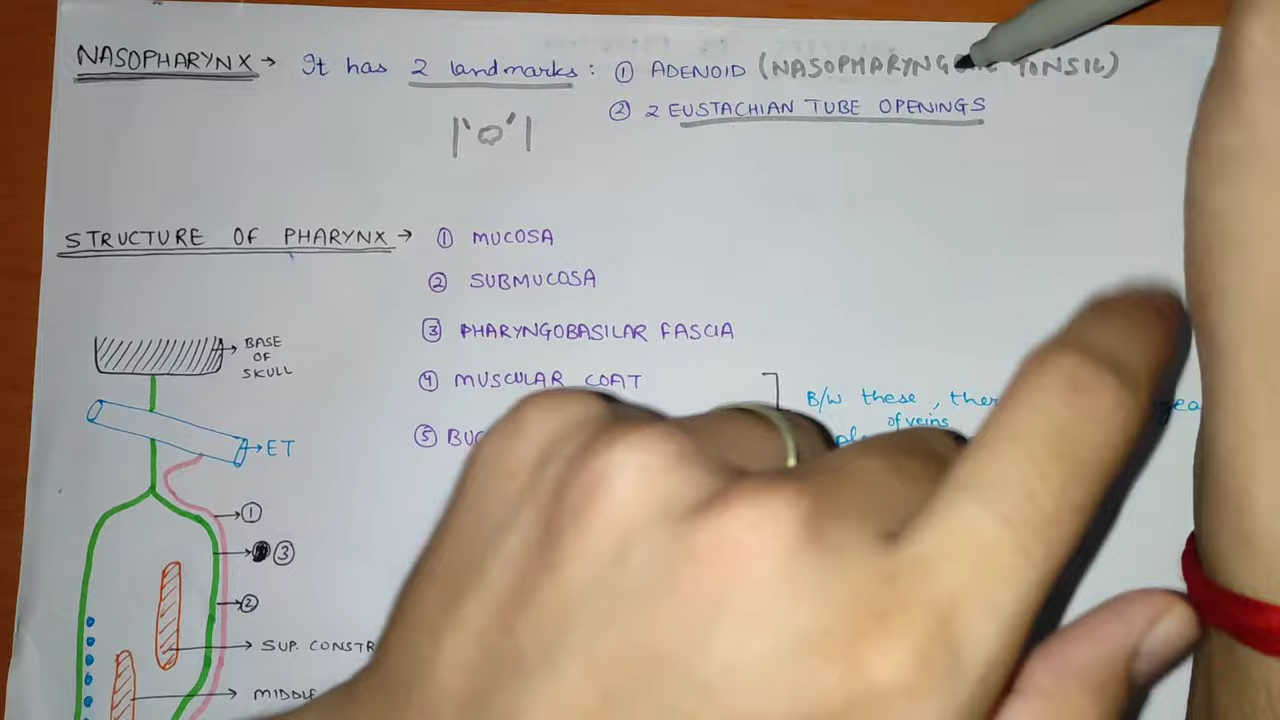 NASOPHARYNX → It has 2 landmarks : ① ADENOID (NASOPHARYNG TONSIL)
② 2 EUSTACHIAN TUBE OPENINGS
STRUCTURE OF PHARYNX → ① MUCOSA
② SUBMUCOSA
③ PHARYNGOBASILAR FASCIA
④ MUSCULAR COAT
⑤ BUC
B/W these, ther
of veins
BASE
OF
SKULL
ET
①
③
②
SUP. CONSTR
MIDDLE